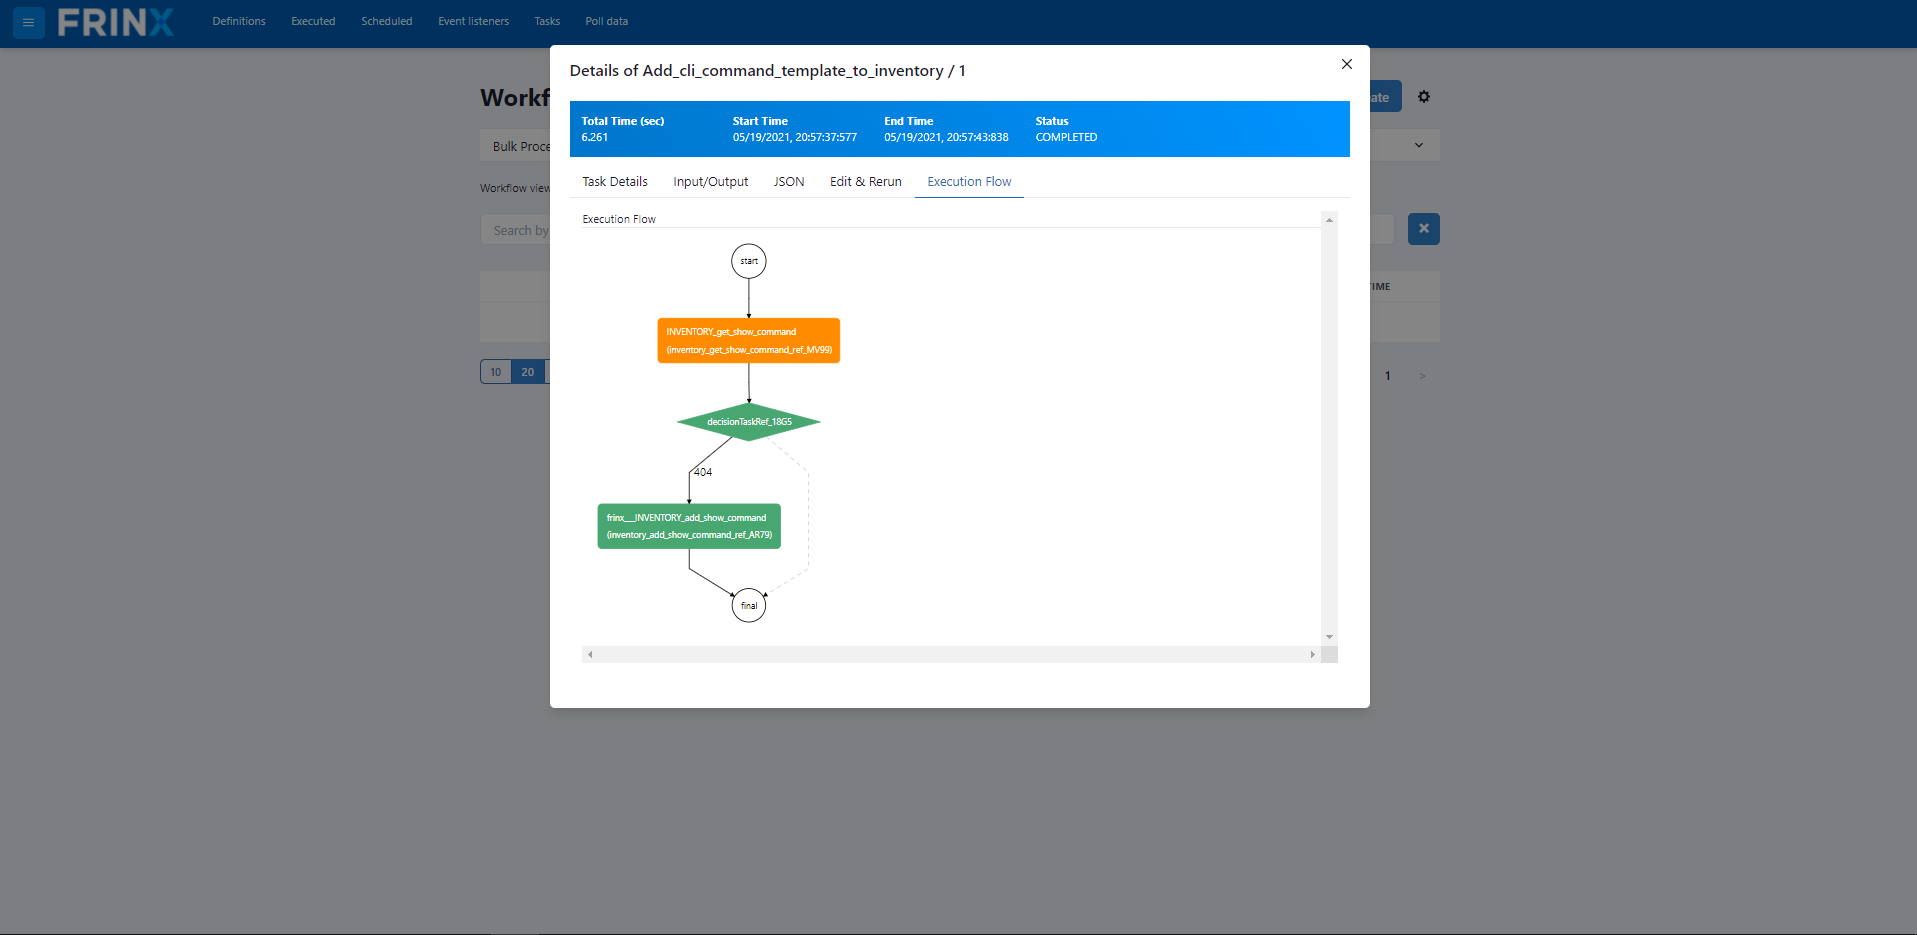 FRINX
Definitions Executed Scheduled Event listeners Tasks Poll data
Details of Add_cli_command_template_to_inventory / 1
Total Time (sec) Start Time End Time Status
6.261 05/19/2021, 20:57:37:577 05/19/2021, 20:57:43:838 COMPLETED
Task Details Input/Output JSON Edit & Rerun Execution Flow
Execution Flow
start
INVENTORY_get_show_command
(inventory_get_show_command_ref_MV99)
decisionTaskRef_18G5
404
frinx___INVENTORY_add_show_command
(inventory_add_show_command_ref_AR79)
final
Workf
ate
Bulk Proce
Workflow view
Search by
IME
10 20
1 >